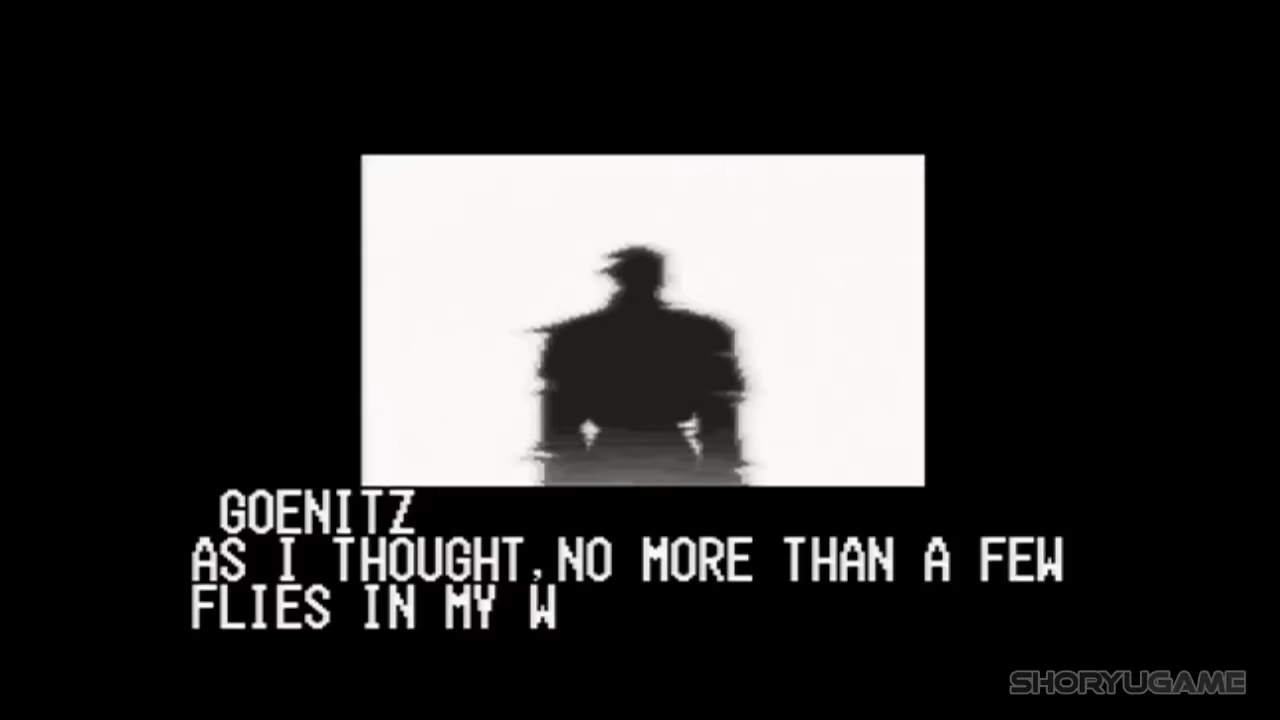 GOENITZ
AS I THOUGHT,NO MORE THAN A FEW
FLIES IN MY W
SHORYUGAME